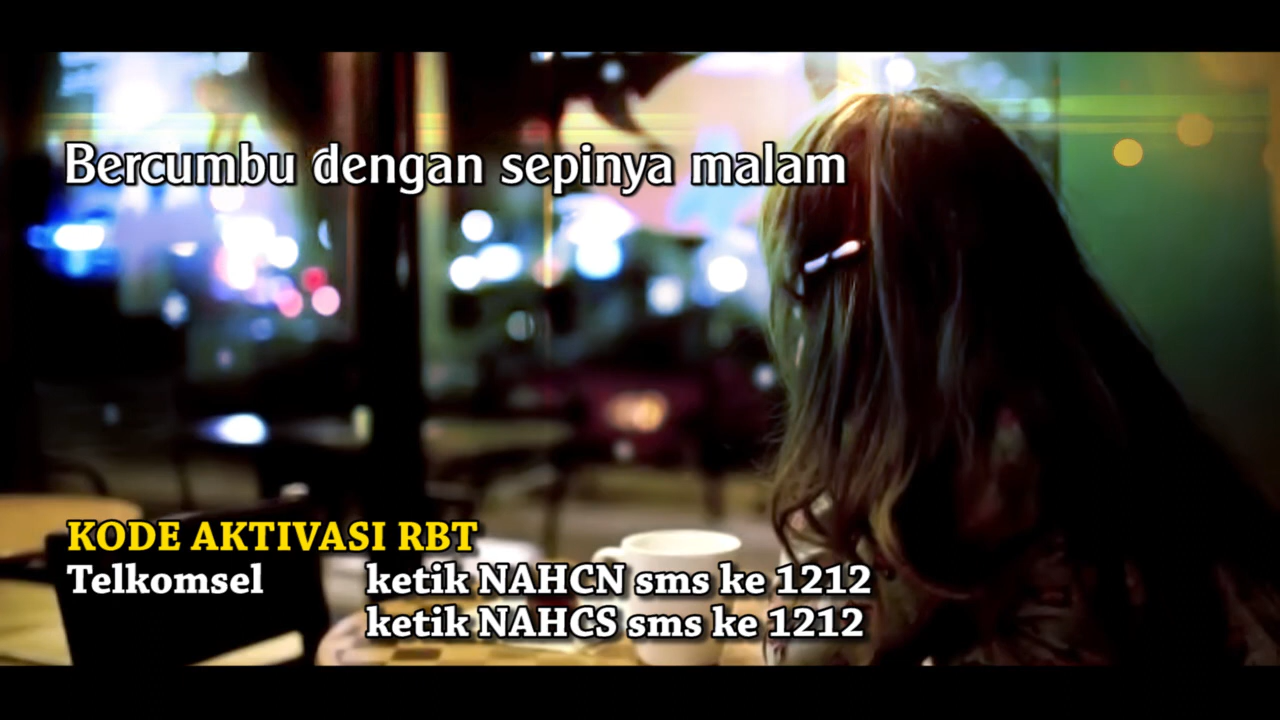 Bercumbu dengan sepinya malam
KODE AKTIVASI RBT
Telkomsel ketik NAHCN sms ke 1212
ketik NAHCS sms ke 1212